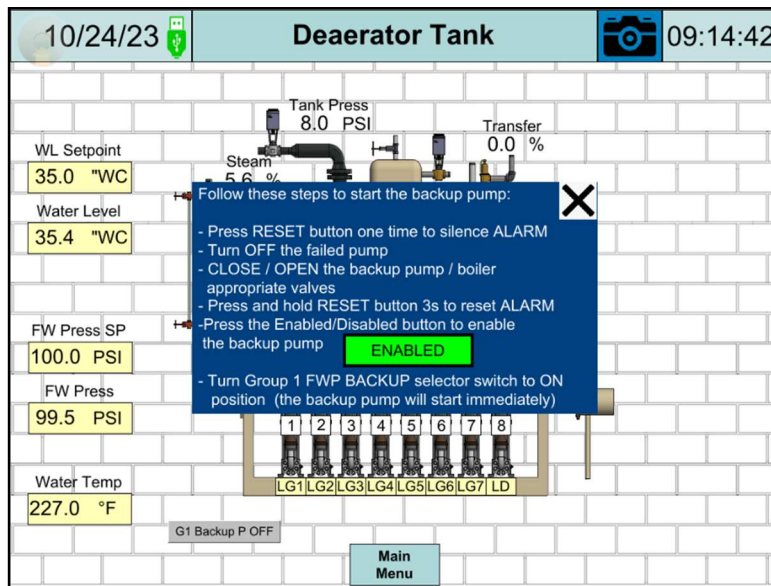 10/24/23
Deaerator Tank
09:14:42
Tank Press
8.0 PSI
Transfer
0.0 %
Steam
5.6 %
WL Setpoint
35.0 "WC
Water Level
35.4 "WC
FW Press SP
100.0 PSI
FW Press
99.5 PSI
Water Temp
227.0 °F
Follow these steps to start the backup pump:
- Press RESET button one time to silence ALARM
- Turn OFF the failed pump
- CLOSE / OPEN the backup pump / boiler
appropriate valves
- Press and hold RESET button 3s to reset ALARM
-Press the Enabled/Disabled button to enable
the backup pump
ENABLED
- Turn Group 1 FWP BACKUP selector switch to ON
position (the backup pump will start immediately)
1 2 3 4 5 6 7 8
LG1 LG2 LG3 LG4 LG5 LG6 LG7 LD
G1 Backup P OFF
Main
Menu